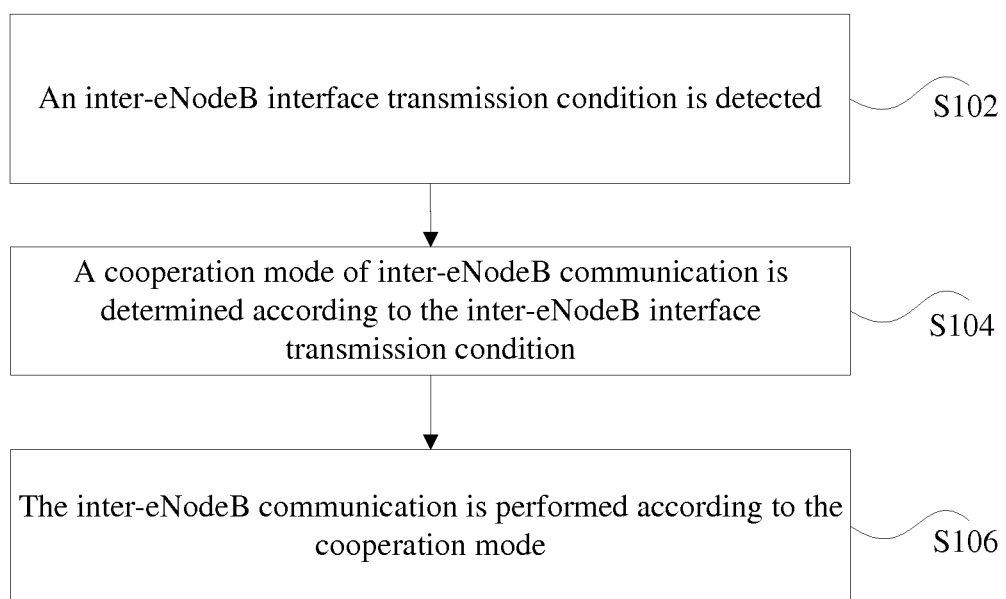 An inter-eNodeB interface transmission condition is detected
S102
A cooperation mode of inter-eNodeB communication is
determined according to the inter-eNodeB interface
transmission condition
S104
The inter-eNodeB communication is performed according to the
cooperation mode
S106